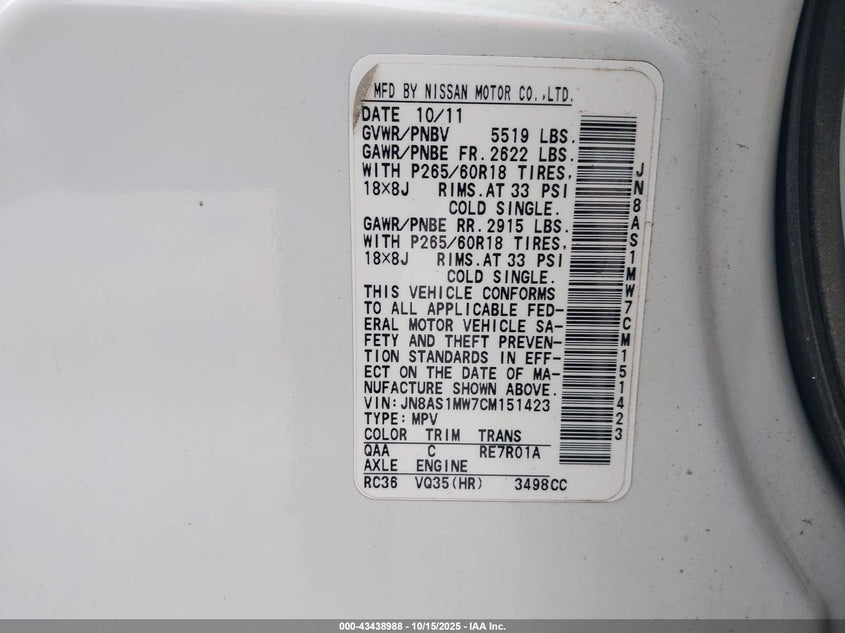 MFD BY NISSAN MOTOR CO.,LTD.
DATE 10/11
GVWR/PNBV 5519 LBS.
GAWR/PNBE FR. 2622 LBS.
WITH P265/60R18 TIRES,
18×8J RIMS.AT 33 PSI
COLD SINGLE.
GAWR/PNBE RR. 2915 LBS.
WITH P265/60R18 TIRES,
18×8J RIMS.AT 33 PSI
COLD SINGLE.
THIS VEHICLE CONFORMS
TO ALL APPLICABLE FED-
ERAL MOTOR VEHICLE SA-
FETY AND THEFT PREVEN-
TION STANDARDS IN EFF-
ECT ON THE DATE OF MA-
NUFACTURE SHOWN ABOVE.
VIN:JN8AS1MW7CM151423
TYPE:MPV
COLOR TRIM TRANS
QAA C RE7R01A
AXLE ENGINE
RC36 VQ35(HR) 3498CC
JN8AS1MW7CM151423
000-43438988 - 10/15/2025 - IAA Inc.